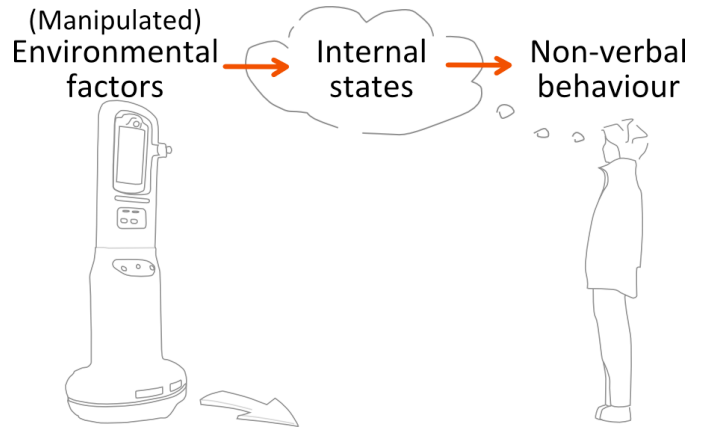 (Manipulated)
Environmental
factors
Internal
states
Non-verbal
behaviour